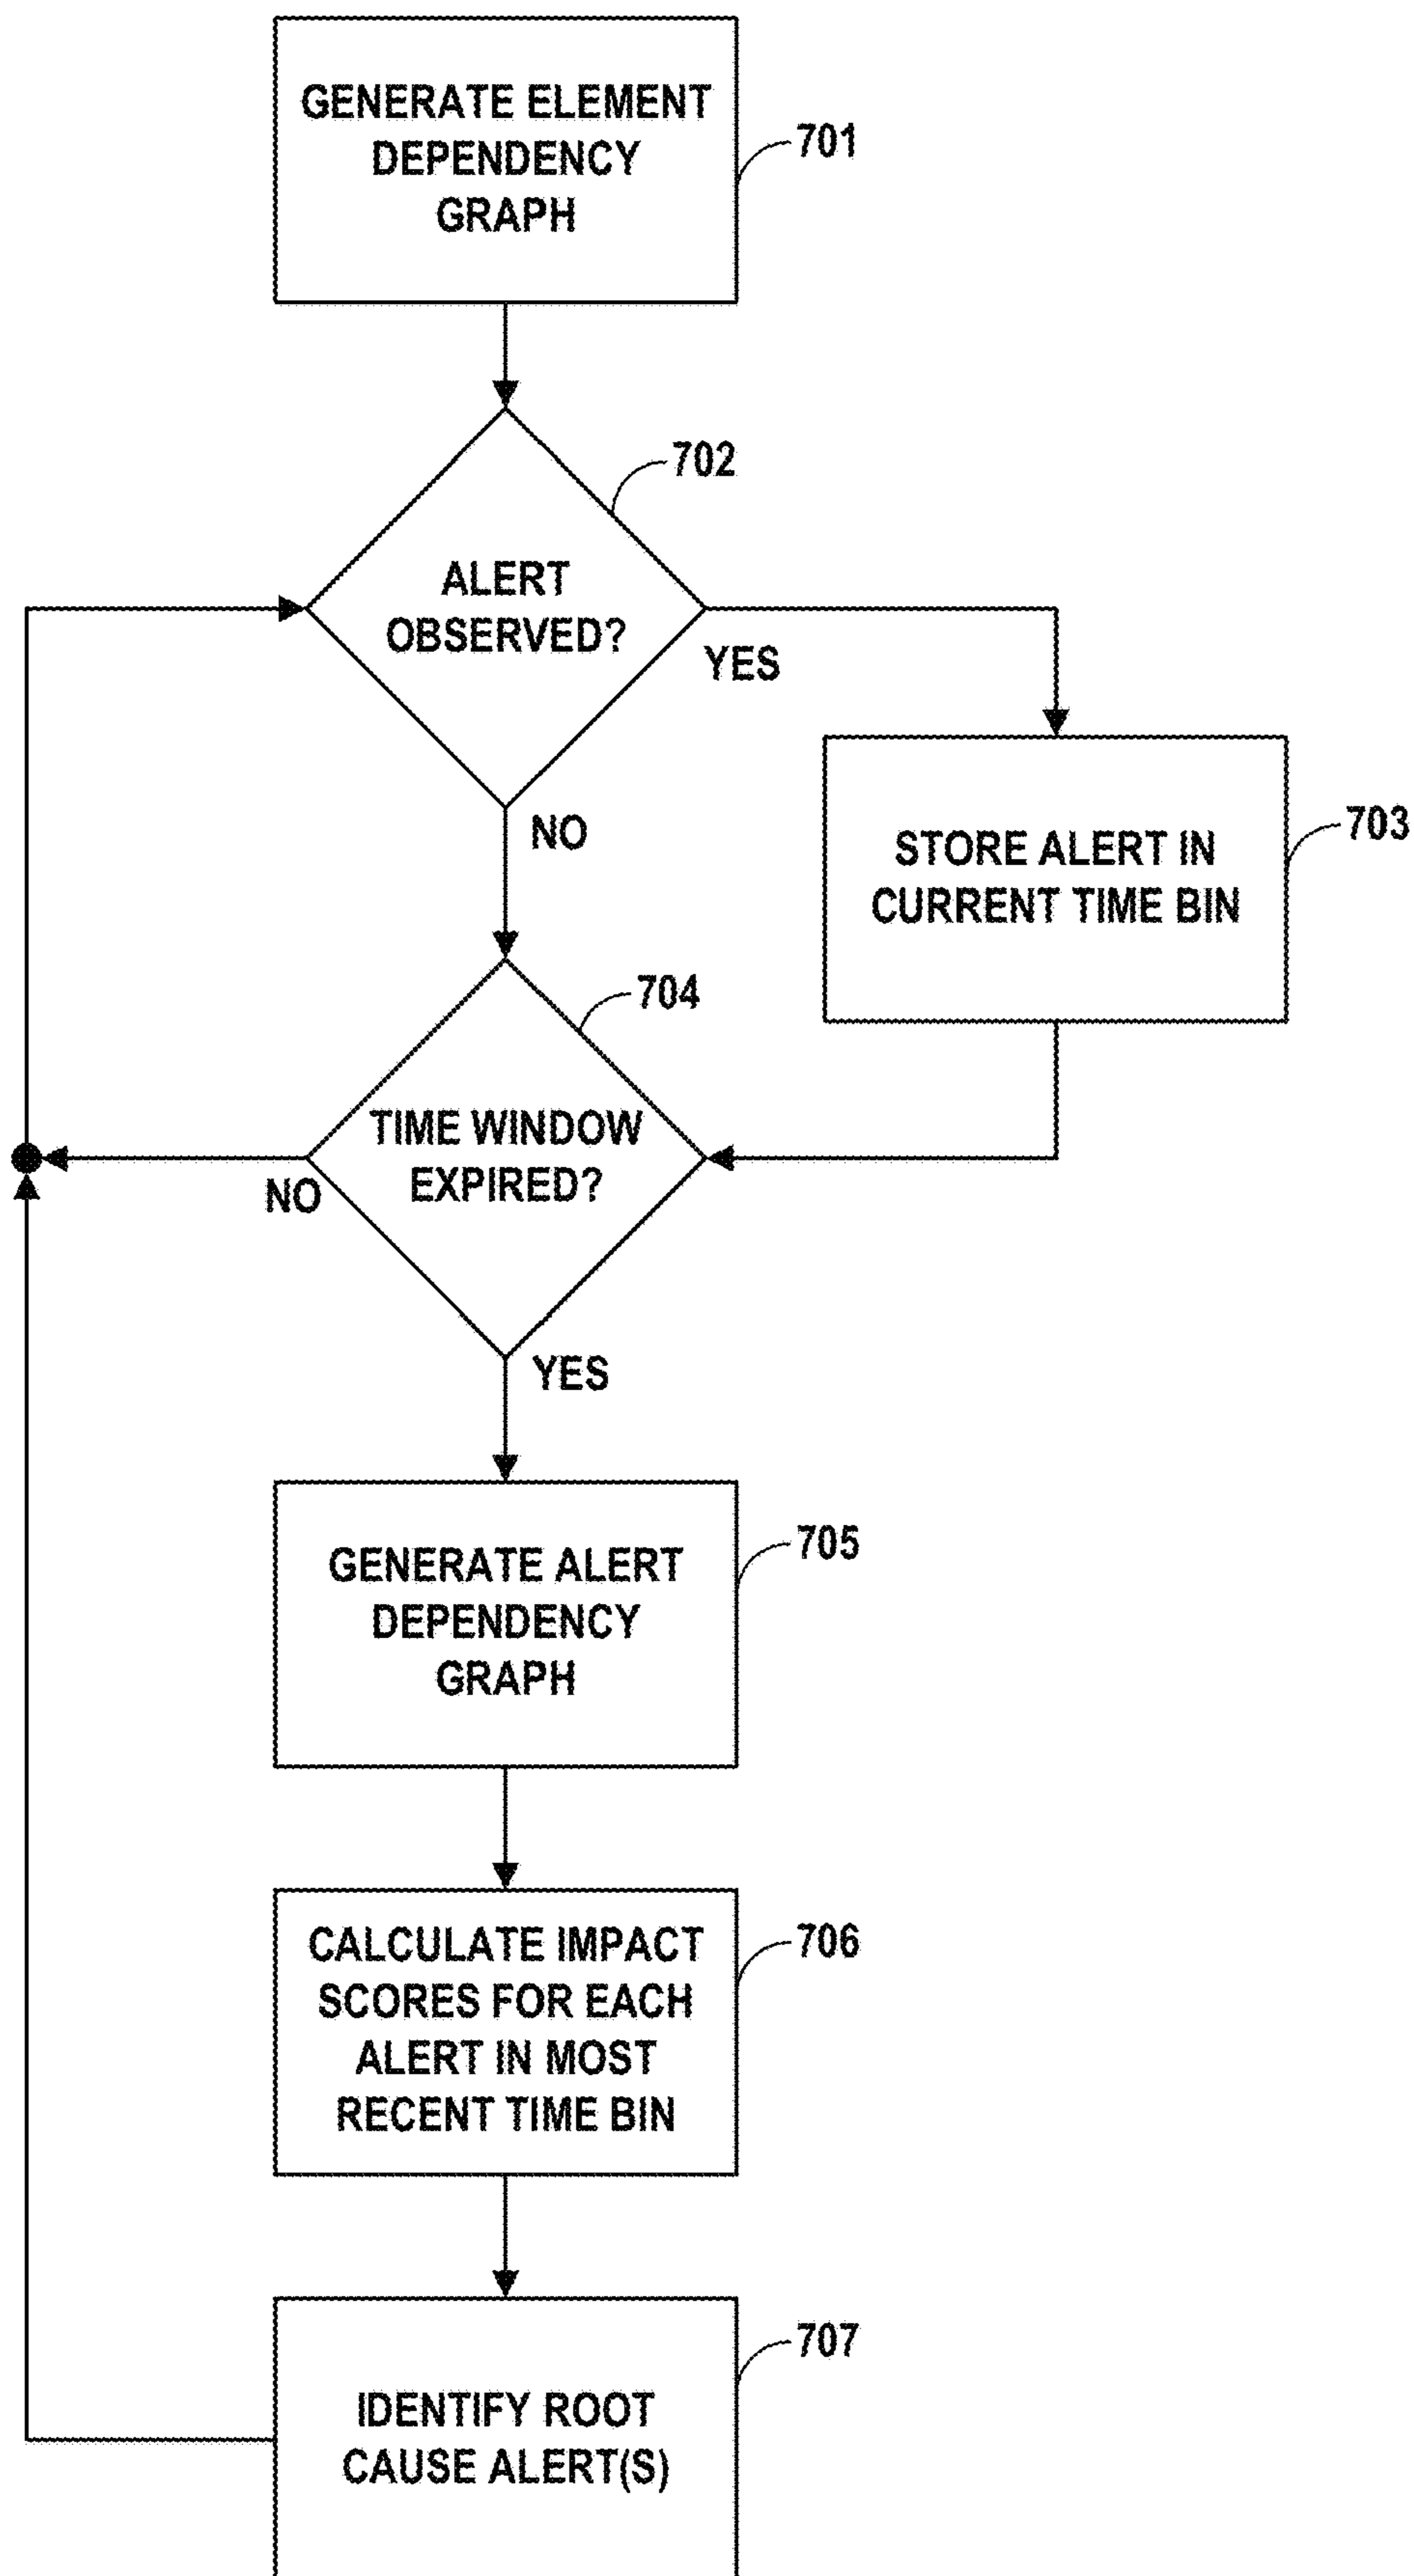 GENERATE ELEMENT
DEPENDENCY
GRAPH
701
702
ALERT
OBSERVED?
YES
NO
703
STORE ALERT IN
CURRENT TIME BIN
704
TIME WINDOW
EXPIRED?
NO
YES
705
GENERATE ALERT
DEPENDENCY
GRAPH
706
CALCULATE IMPACT
SCORES FOR EACH
ALERT IN MOST
RECENT TIME BIN
707
IDENTIFY ROOT
CAUSE ALERT(S)